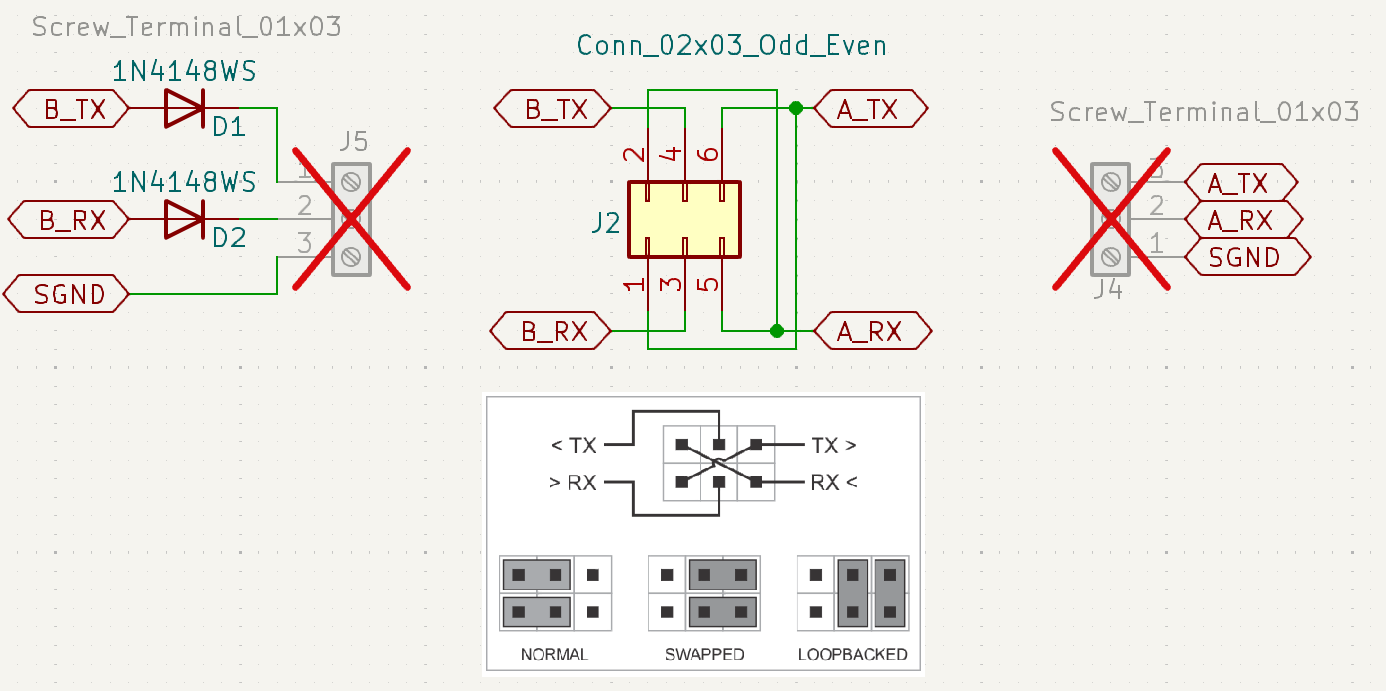 Screw_Terminal_01x03
1N4148WS
B_TX
D1
J5
1
1N4148WS
2
B_RX
D2
3
SGND
Conn_02x03_Odd_Even
B_TX
A_TX
2 4 6
J2
1 3 5
B_RX
A_RX
Screw_Terminal_01x03
3
A_TX
2
A_RX
1
SGND
J4
< TX
TX >
> RX
RX <
NORMAL
SWAPPED
LOOPBACKED